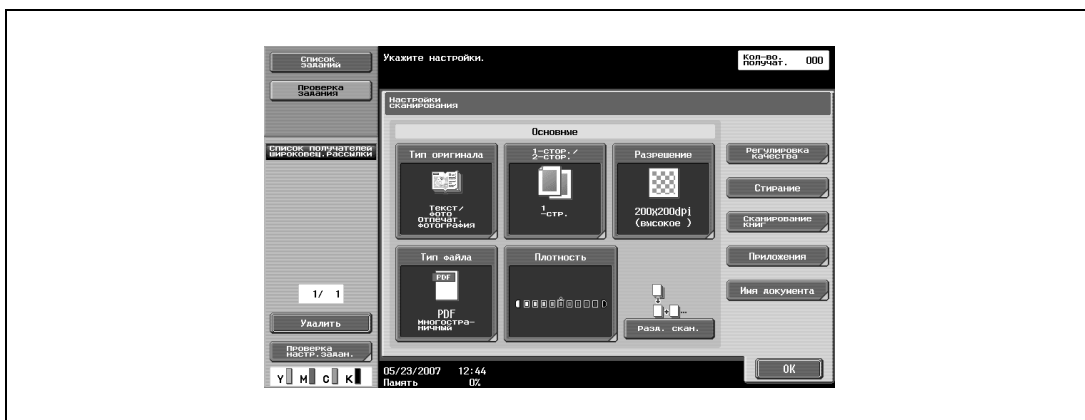 Список
заданий
Проверка
задания
Список получателей
широковещ.рассылки
1/ 1
Удалить
Проверка
настр.задан.
Y M C K
Укажите настройки.
Кол-во.
получат. 000
Настройки
сканирования
Основные
Тип оригинала
Текст/
Фото
Отпечат.
Фотография
1-стор./
2-стор.
1
-стр.
Разрешение
200x200dpi
(высокое )
Тип файла
PDF
PDF
многостра-
ничный
Плотность
Разд. скан.
Регулировка
качества
Стирание
Сканирование
книг
Приложения
Имя документа
05/23/2007 12:44
Память 0%
OK